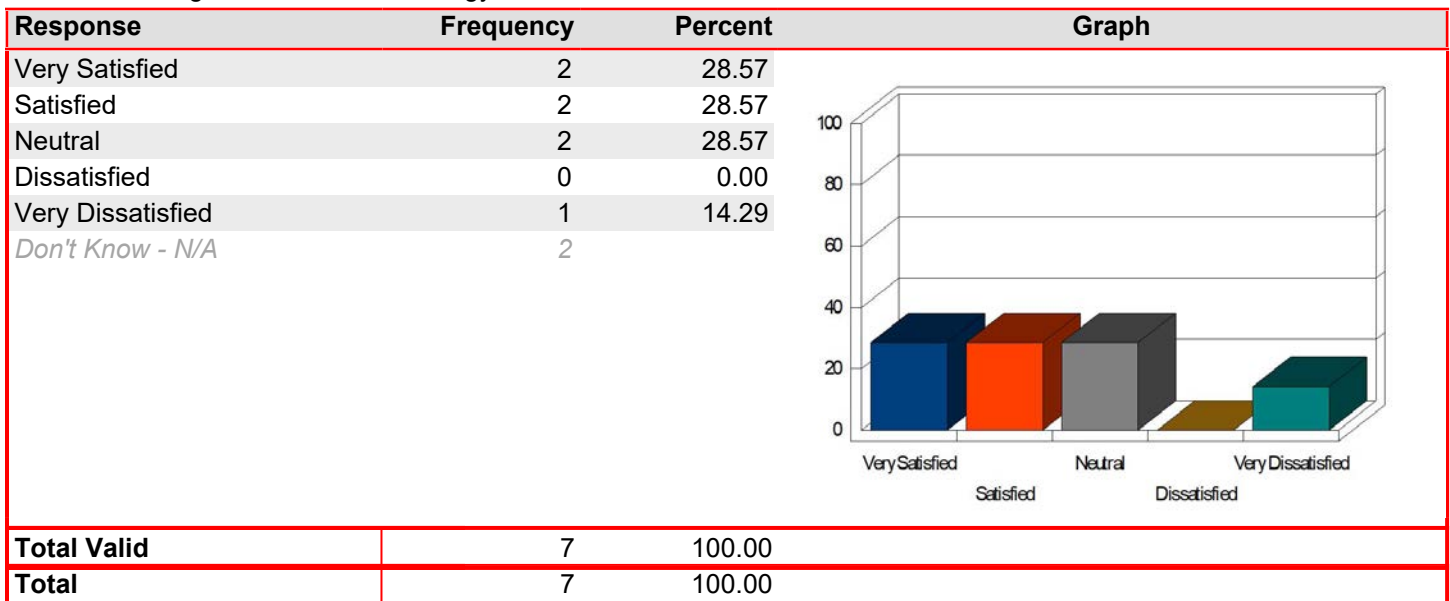 Response Frequency Percent Graph
Very Satisfied 2 28.57
Satisfied 2 28.57
Neutral 2 28.57
Dissatisfied 0 0.00
Very Dissatisfied 1 14.29
Don't Know - N/A 2
100
80
60
40
20
0
Very Satisfied Neutral Very Dissatisfied
Satisfied Dissatisfied
Total Valid 7 100.00
Total 7 100.00